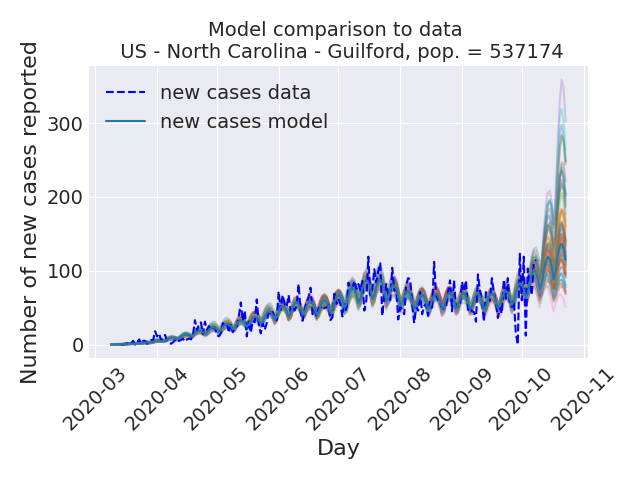 Model comparison to data
US - North Carolina - Guilford, pop. = 537174
new cases data
new cases model
Number of new cases reported
300
200
100
0
2020-03
2020-04
2020-05
2020-06
2020-07
2020-08
2020-09
2020-10
2020-11
Day